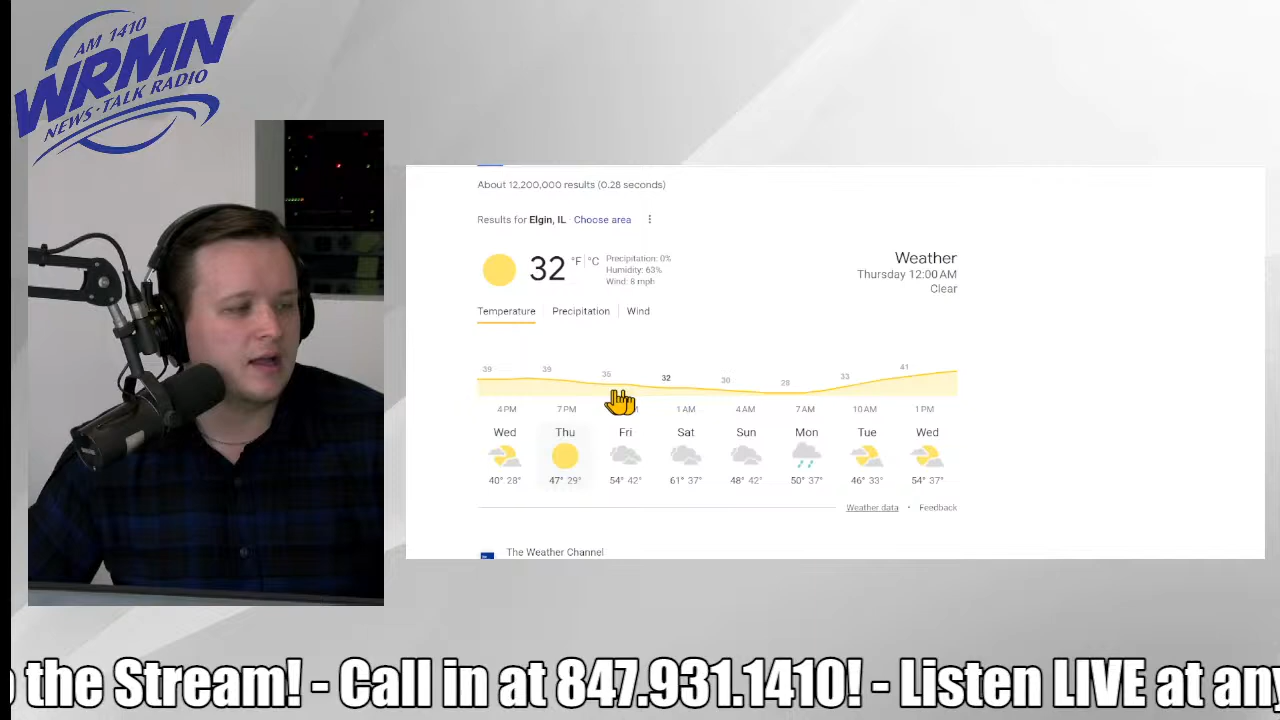 AM 1410
WRMN
NEWS·TALK RADIO
About 12,200,000 results (0.28 seconds)
Results for Elgin, IL · Choose area
32 °F | °C
Precipitation: 0%
Humidity: 63%
Wind: 8 mph
Weather
Thursday 12:00 AM
Clear
Temperature Precipitation Wind
39 39 35 32 30 28 33 41
4 PM 7 PM 1 AM 4 AM 7 AM 10 AM 1 PM
Wed Thu Fri Sat Sun Mon Tue Wed
40° 28° 47° 29° 54° 42° 61° 37° 48° 42° 50° 37° 46° 33° 54° 37°
Weather data • Feedback
The Weather Channel
the Stream! - Call in at 847.931.1410! - Listen LIVE at any